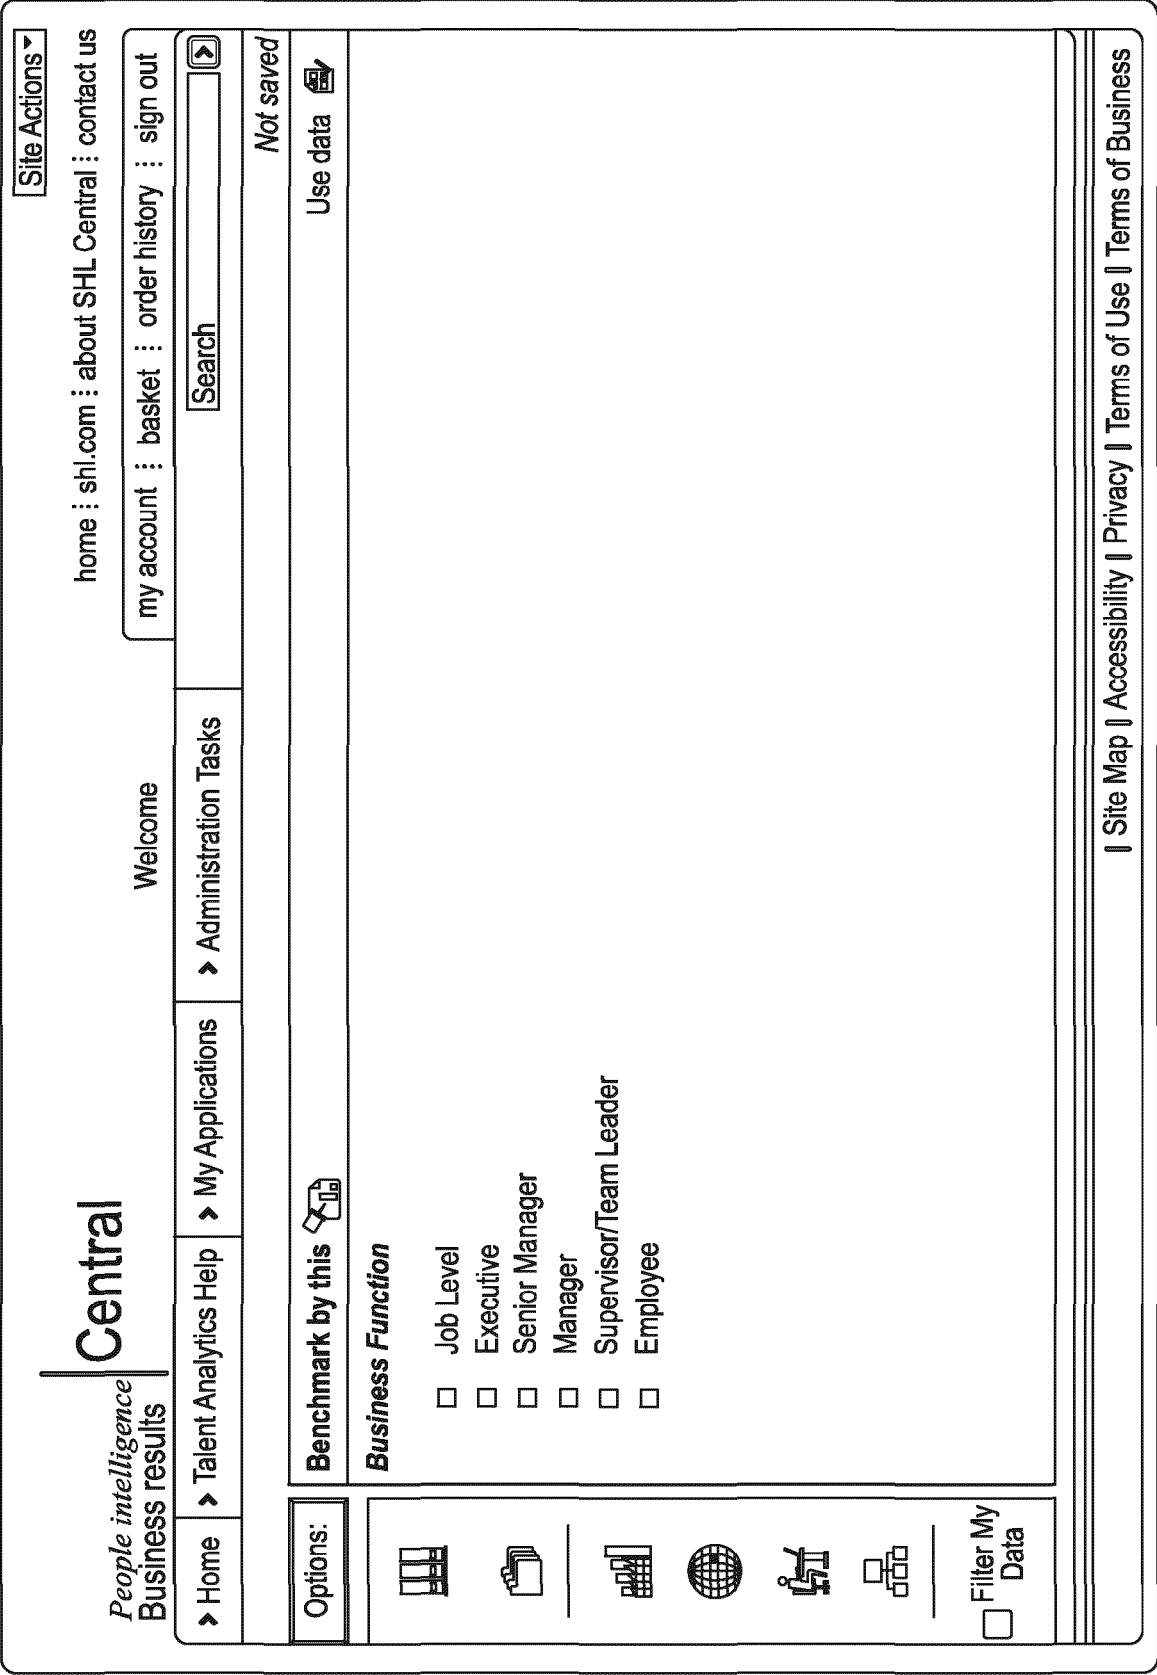 Site Actions
home ⋮ shl.com ⋮ about SHL Central ⋮ contact us
People intelligence
Business results
Central
Welcome
my account ⋮ basket ⋮ order history ⋮ sign out
Home
Talent Analytics Help
My Applications
Administration Tasks
Search
Not saved
Options:
Benchmark by this
Use data
Business Function
Job Level
Executive
Senior Manager
Manager
Supervisor/Team Leader
Employee
Filter My
Data
| Site Map | Accessibility | Privacy | Terms of Use | Terms of Business